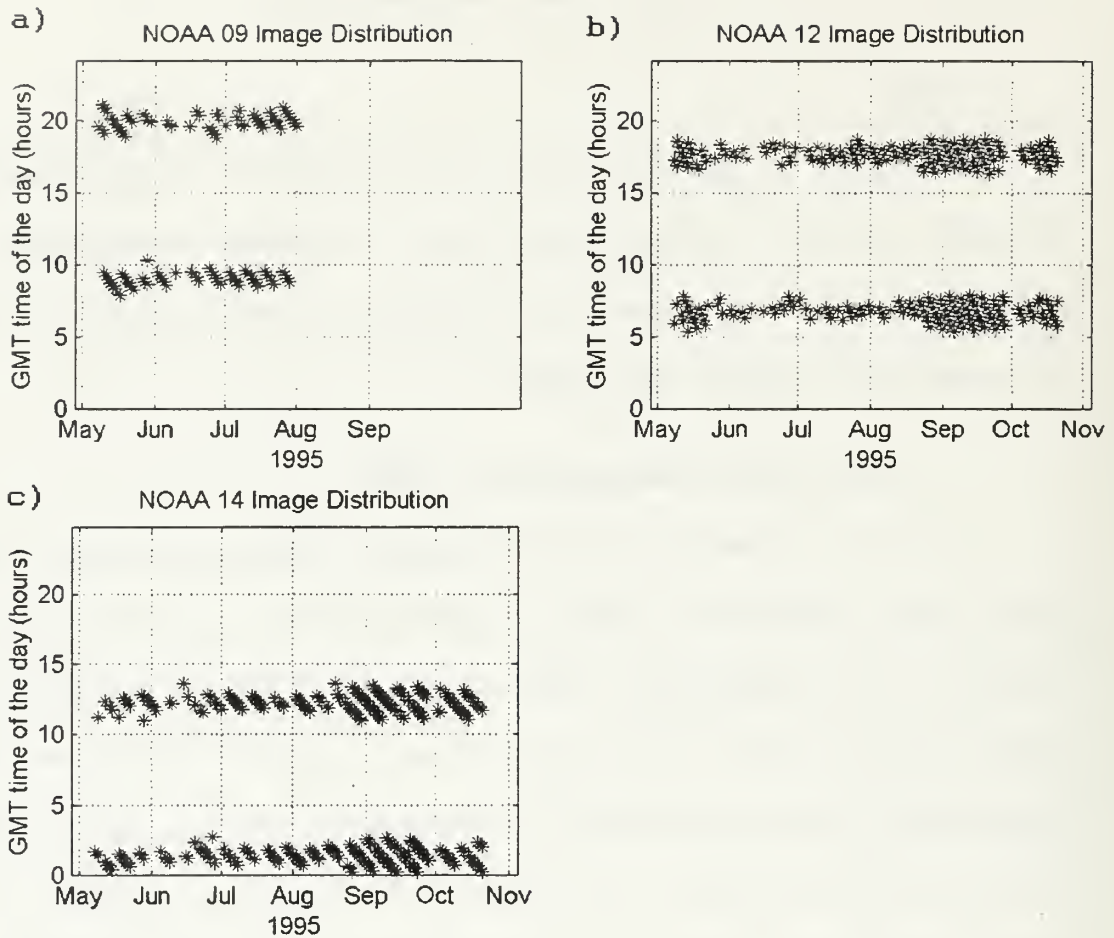 a)
NOAA 09 Image Distribution
GMT time of the day (hours)
20
15
10
5
0
May Jun Jul Aug Sep
1995
b)
NOAA 12 Image Distribution
GMT time of the day (hours)
20
15
10
5
0
May Jun Jul Aug Sep Oct Nov
1995
c)
NOAA 14 Image Distribution
GMT time of the day (hours)
20
15
10
5
0
May Jun Jul Aug Sep Oct Nov
1995